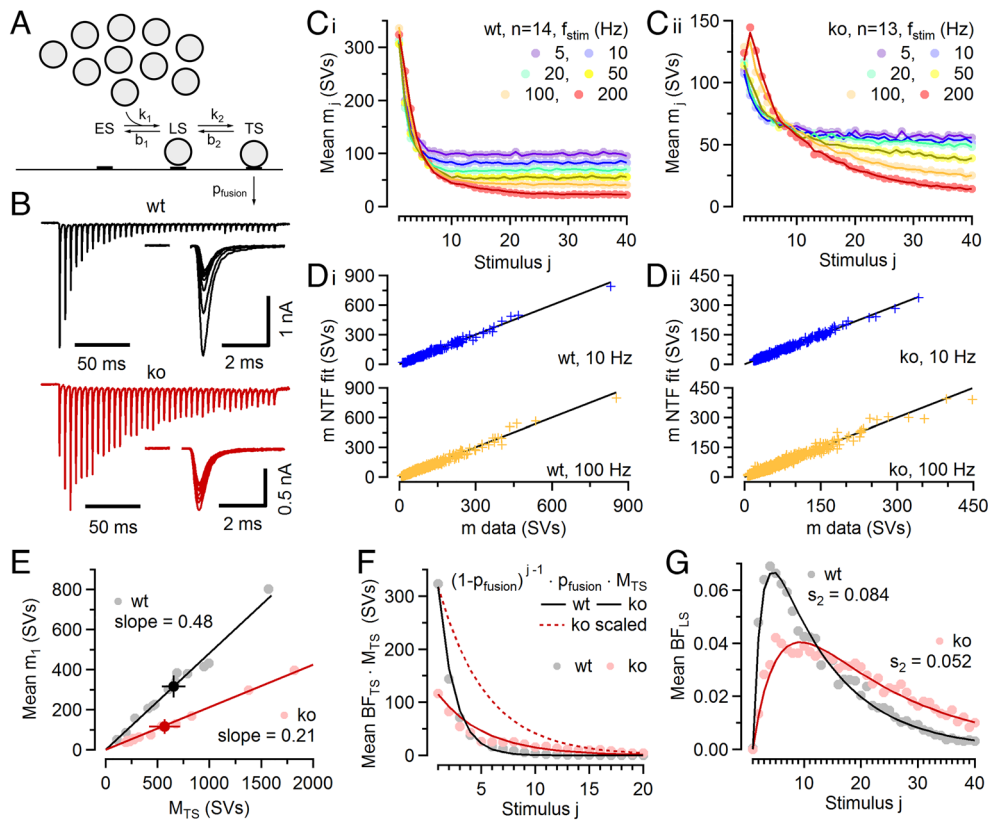 A
ES
k1
b1
LS
k2
b2
TS
pfusion
B
wt
50 ms
2 ms
1 nA
ko
50 ms
2 ms
0.5 nA
C i
wt, n=14, fstim (Hz)
5, 10
20, 50
100, 200
Mean mj (SVs)
300
200
100
0
10 20 30 40
Stimulus j
C ii
ko, n=13, fstim (Hz)
5, 10
20, 50
100, 200
Mean mj (SVs)
150
100
50
0
10 20 30 40
Stimulus j
D i
m NTF fit (SVs)
900
600
300
0
wt, 10 Hz
m NTF fit (SVs)
900
600
300
0
wt, 100 Hz
0 300 600 900
m data (SVs)
D ii
m NTF fit (SVs)
450
300
150
0
ko, 10 Hz
m NTF fit (SVs)
450
300
150
0
ko, 100 Hz
0 150 300 450
m data (SVs)
E
Mean m1 (SVs)
800
600
400
200
0
wt
slope = 0.48
ko
slope = 0.21
0 500 1000 1500 2000
MTS (SVs)
F
(1-pfusion)j -1 · pfusion · MTS
wt ko
ko scaled
wt ko
Mean BFTS · MTS (SVs)
300
200
100
0
5 10 15 20
Stimulus j
G
wt
s2 = 0.084
ko
s2 = 0.052
Mean BFLS
0.06
0.04
0.02
0.00
10 20 30 40
Stimulus j